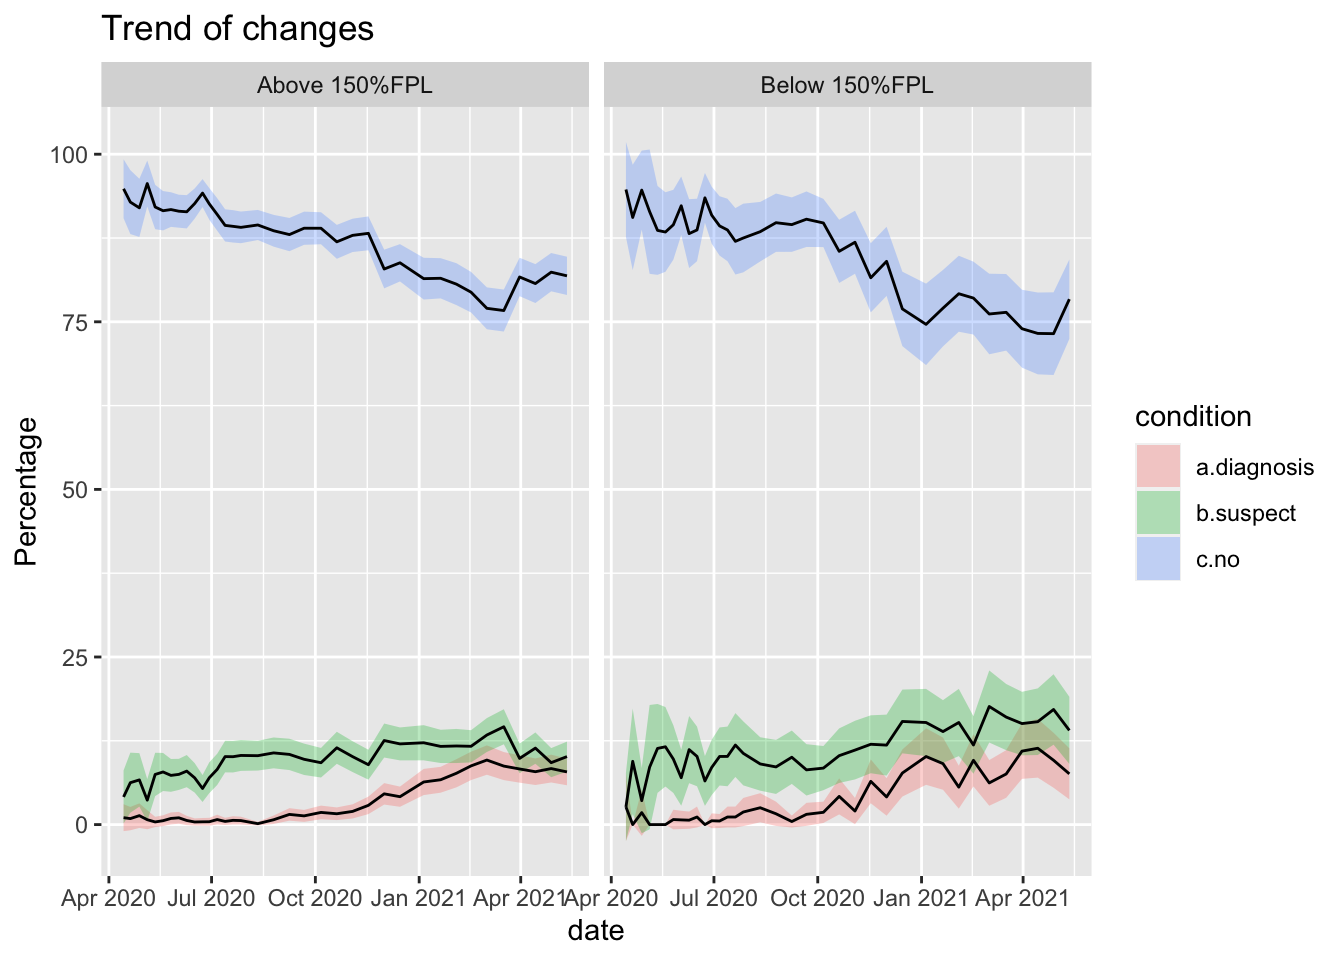 Trend of changes
Above 150%FPL
Below 150%FPL
Percentage
100
75
50
25
0
Apr 2020 Jul 2020 Oct 2020 Jan 2021 Apr 2021
Apr 2020 Jul 2020 Oct 2020 Jan 2021 Apr 2021
date
condition
a.diagnosis
b.suspect
c.no